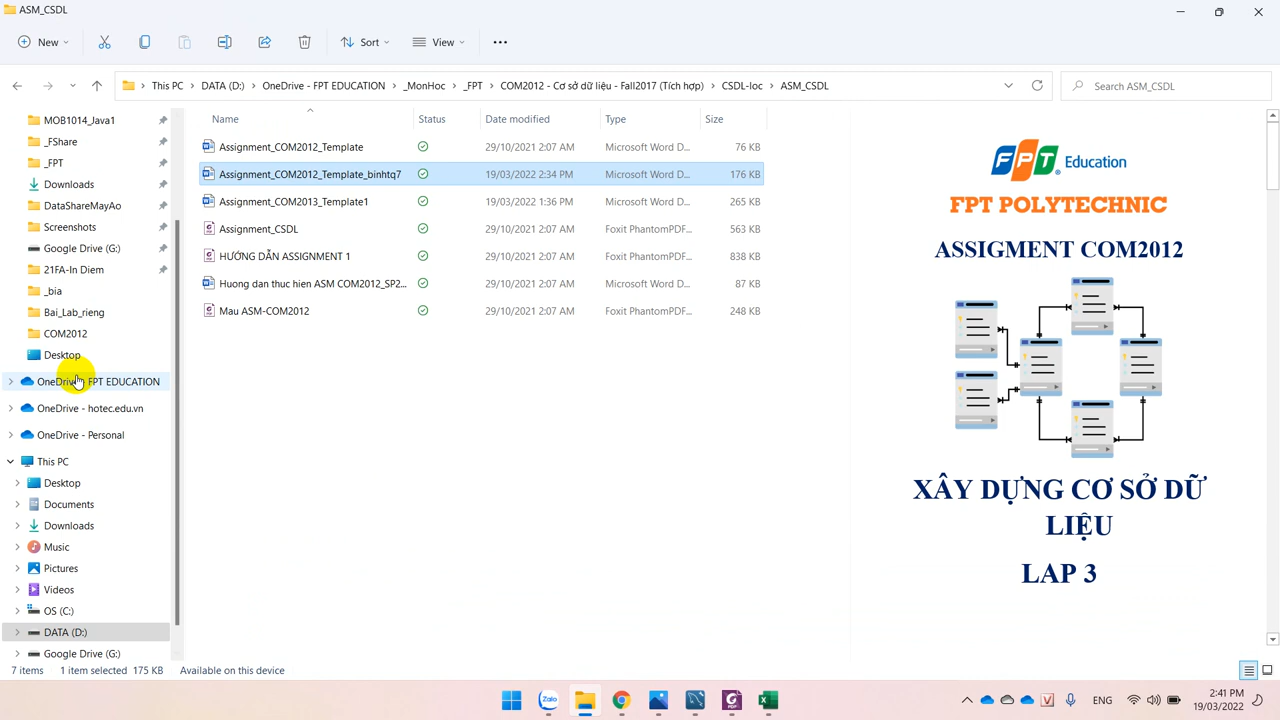 ASM_CSDL
New
Sort
View
This PC
DATA (D:)
OneDrive - FPT EDUCATION
_MonHoc
_FPT
COM2012 - Cơ sở dữ liệu - Fall2017 (Tích hợp)
CSDL-loc
ASM_CSDL
Search ASM_CSDL
MOB1014_Java1
_FShare
_FPT
Downloads
DataShareMayAo
Screenshots
Google Drive (G:)
21FA-In Diem
_bia
Bai_Lab_rieng
COM2012
Desktop
OneDrive - FPT EDUCATION
OneDrive - hotec.edu.vn
OneDrive - Personal
This PC
Desktop
Documents
Downloads
Music
Pictures
Videos
OS (C:)
DATA (D:)
Google Drive (G:)
Name Status Date modified Type Size
Assignment_COM2012_Template 29/10/2021 2:07 AM Microsoft Word D... 76 KB
Assignment_COM2012_Template_binhtq7 19/03/2022 2:34 PM Microsoft Word D... 176 KB
Assignment_COM2013_Template1 19/03/2022 1:36 PM Microsoft Word D... 265 KB
Assignment_CSDL 29/10/2021 2:07 AM Foxit PhantomPDF... 563 KB
HƯỚNG DẪN ASSIGNMENT 1 29/10/2021 2:07 AM Foxit PhantomPDF... 838 KB
Huong dan thuc hien ASM COM2012_SP2... 29/10/2021 2:07 AM Microsoft Word D... 87 KB
Mau ASM-COM2012 29/10/2021 2:07 AM Foxit PhantomPDF... 248 KB
FPT Education
FPT POLYTECHNIC
ASSIGMENT COM2012
XÂY DỰNG CƠ SỞ DỮ
LIỆU
LAP 3
7 items 1 item selected 175 KB Available on this device
Zalo
ENG
2:41 PM
19/03/2022